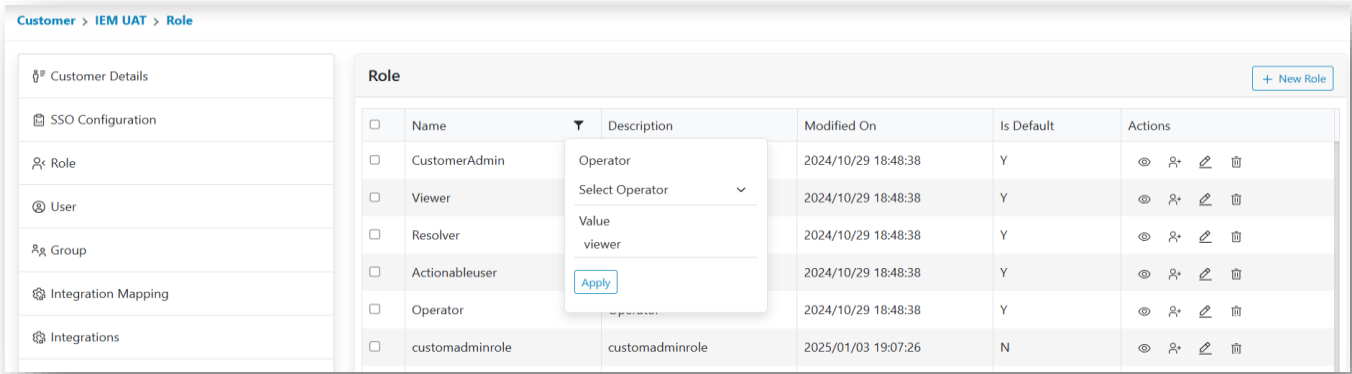 Customer > IEM UAT > Role
Customer Details
SSO Configuration
Role
User
Group
Integration Mapping
Integrations
Role
+ New Role
Name Description Modified On Is Default Actions
CustomerAdmin 2024/10/29 18:48:38 Y
Viewer 2024/10/29 18:48:38 Y
Resolver 2024/10/29 18:48:38 Y
Actionableuser 2024/10/29 18:48:38 Y
Operator Operator 2024/10/29 18:48:38 Y
customadminrole customadminrole 2025/01/03 19:07:26 N
Operator
Select Operator
Value
viewer
Apply